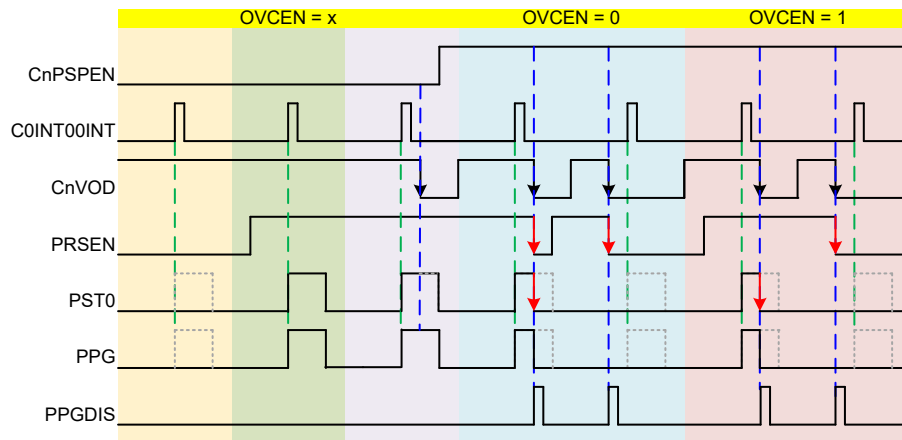 OVCEN = x OVCEN = 0 OVCEN = 1
CnPSPEN
C0INT00INT
CnVOD
PRSEN
PST0
PPG
PPGDIS